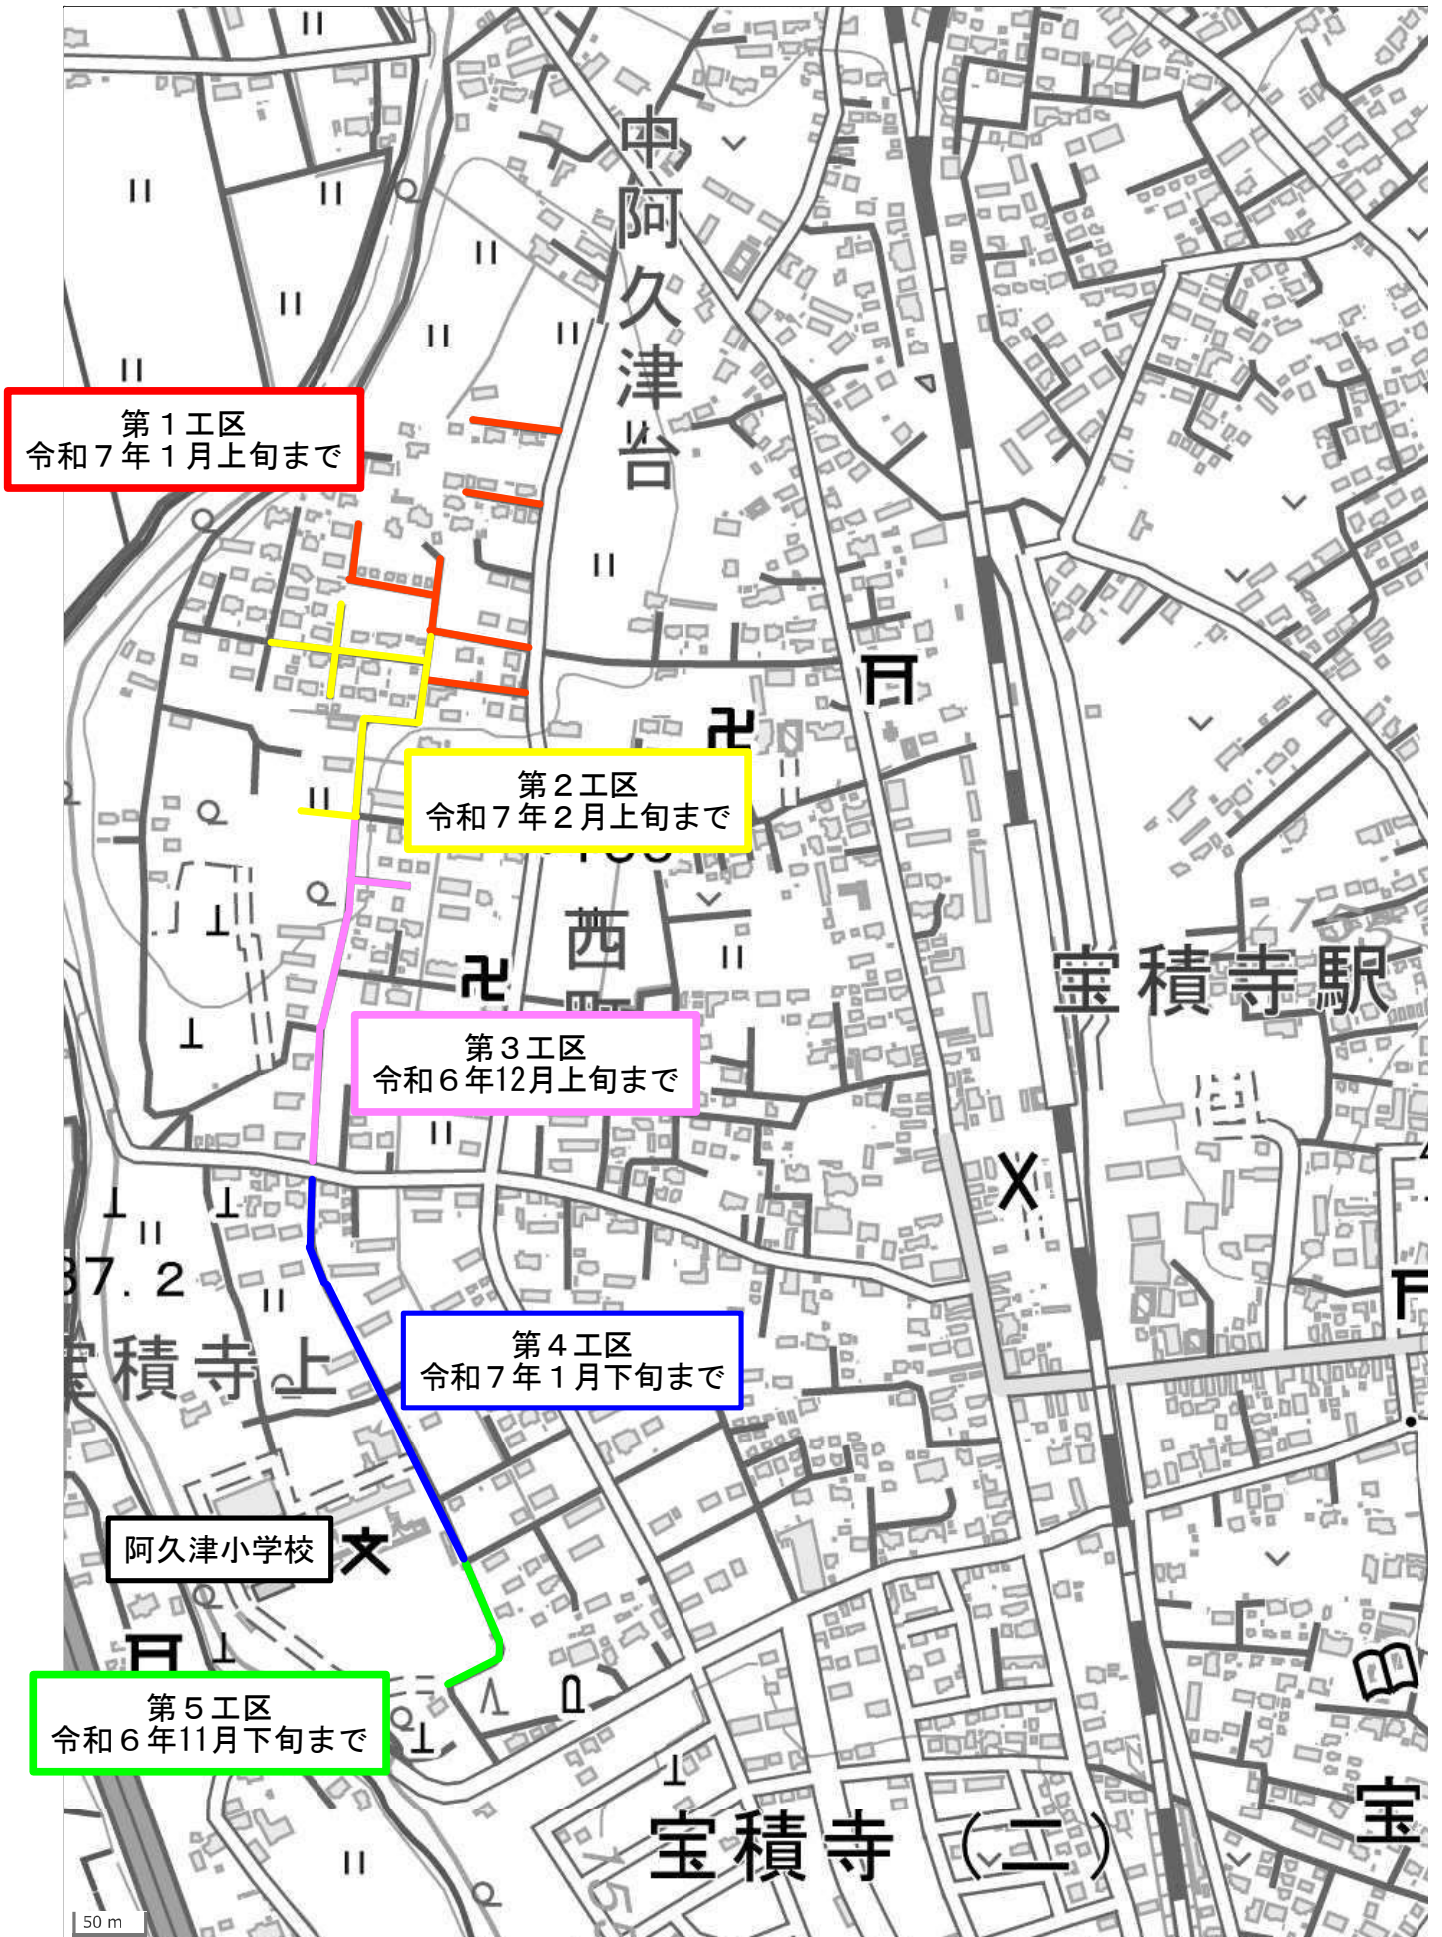 中阿久津台
第１工区
令和７年１月上旬まで
第２工区
令和７年２月上旬まで
西
宝積寺駅
第３工区
令和６年12月上旬まで
37.2
第４工区
令和７年１月下旬まで
積寺上
阿久津小学校
第５工区
令和６年11月下旬まで
宝積寺（二）
宝
50 m